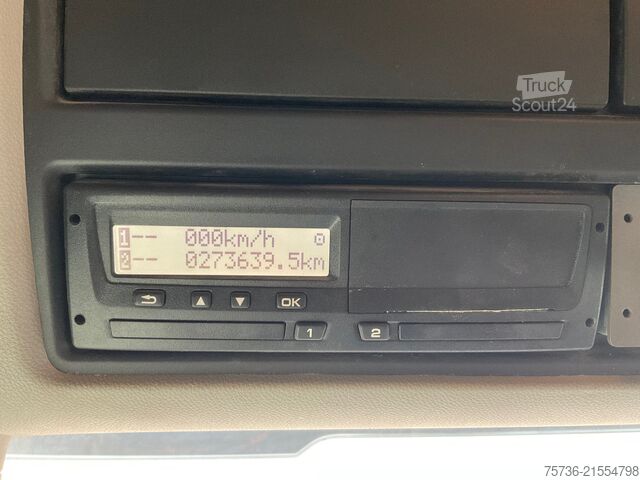 Truck
Scout24
1-- 000km/h
2-- 0273639.5km
OK
1 2
75736-21554798